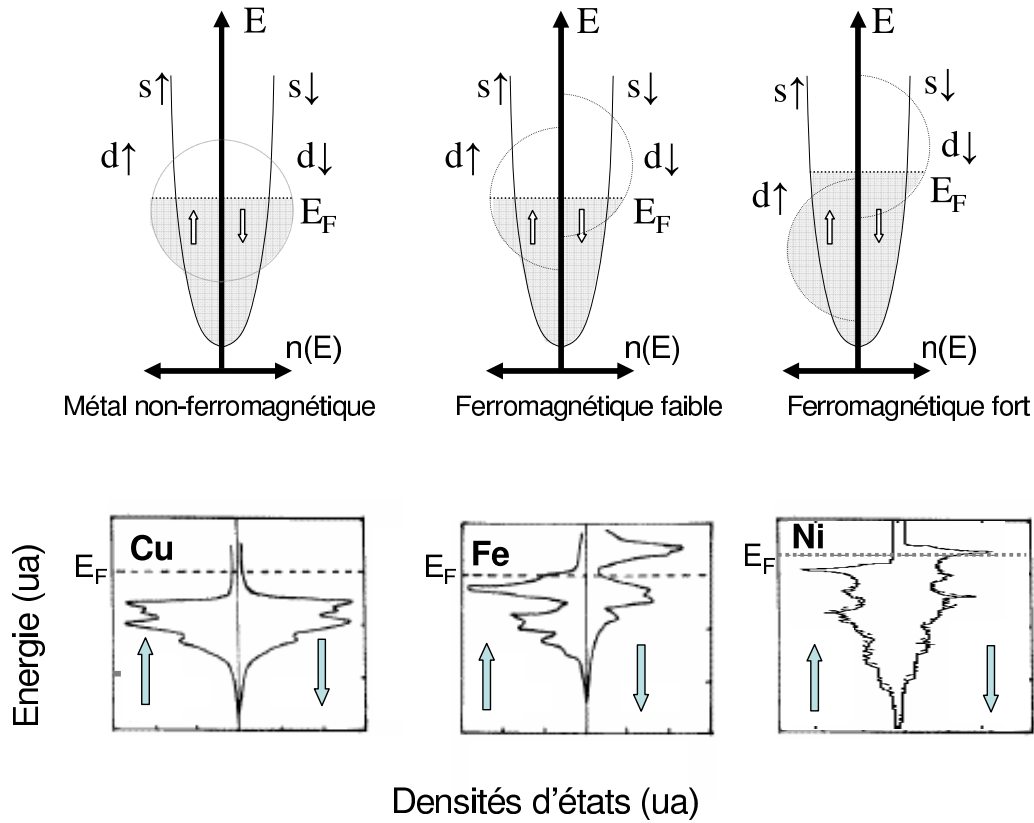 E
s↑
s↓
d↑
d↓
E_F
n(E)
Métal non-ferromagnétique
E
s↑
s↓
d↑
d↓
E_F
n(E)
Ferromagnétique faible
E
s↑
s↓
d↓
d↑
E_F
n(E)
Ferromagnétique fort
Energie (ua)
E_F
Cu
E_F
Fe
E_F
Ni
Densités d'états (ua)